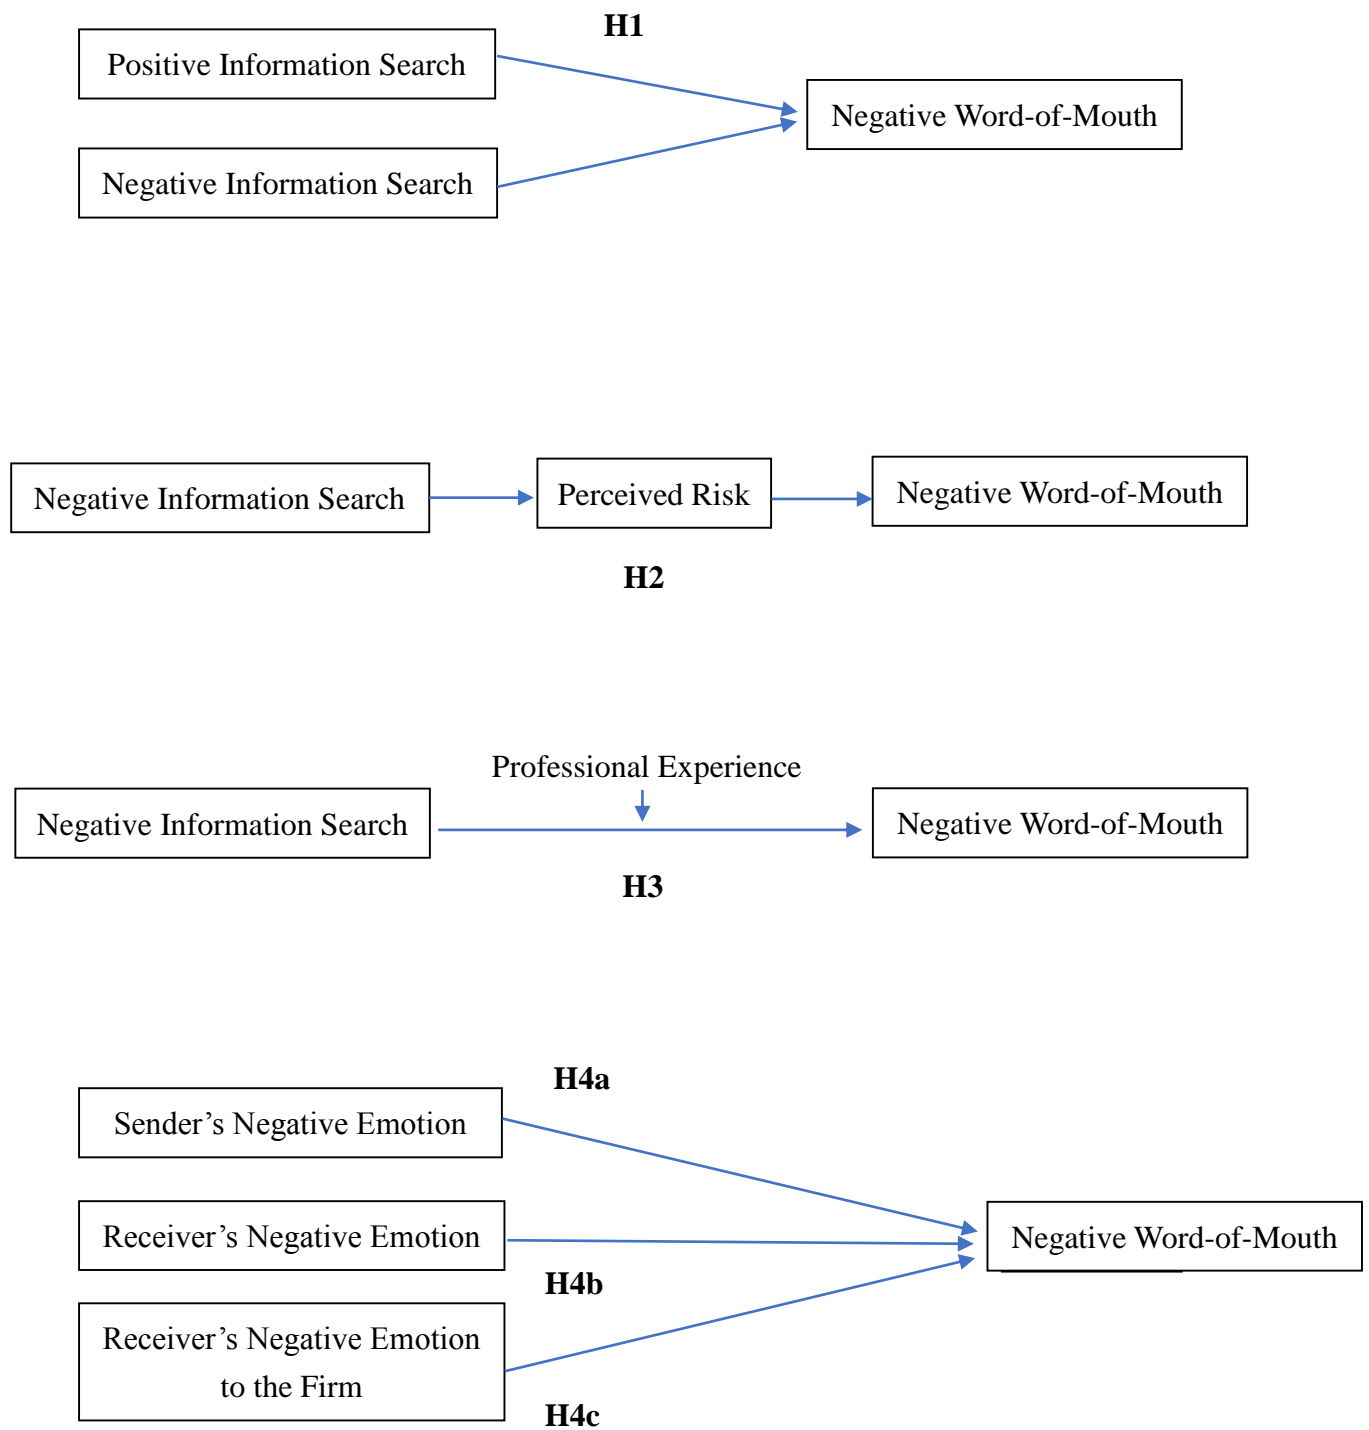 H1
Positive Information Search
Negative Word-of-Mouth
Negative Information Search
Negative Information Search
Perceived Risk
Negative Word-of-Mouth
H2
Professional Experience
Negative Information Search
Negative Word-of-Mouth
H3
H4a
Sender’s Negative Emotion
Receiver’s Negative Emotion
Negative Word-of-Mouth
H4b
Receiver’s Negative Emotion
to the Firm
H4c